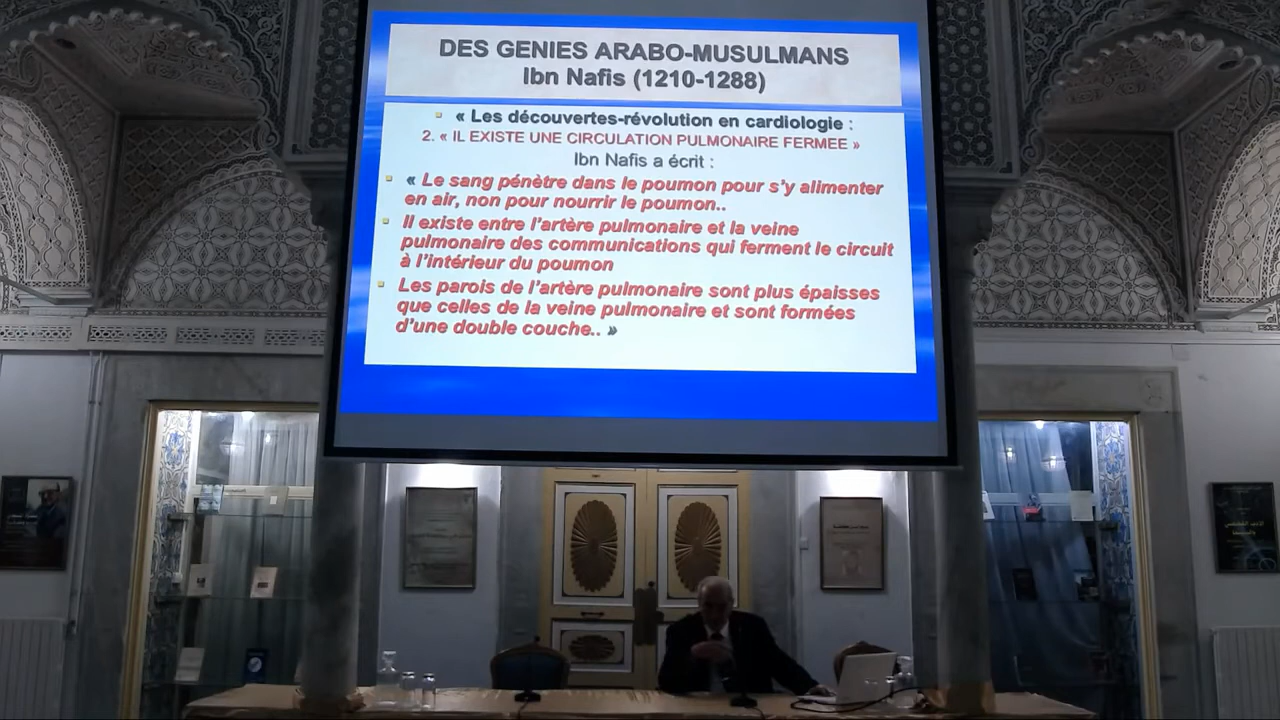 DES GENIES ARABO-MUSULMANS
Ibn Nafis (1210-1288)
« Les découvertes-révolution en cardiologie :
2. « IL EXISTE UNE CIRCULATION PULMONAIRE FERMEE »
Ibn Nafis a écrit :
« Le sang pénètre dans le poumon pour s’y alimenter
en air, non pour nourrir le poumon..
Il existe entre l’artère pulmonaire et la veine
pulmonaire des communications qui ferment le circuit
à l’intérieur du poumon
Les parois de l’artère pulmonaire sont plus épaisses
que celles de la veine pulmonaire et sont formées
d’une double couche.. »